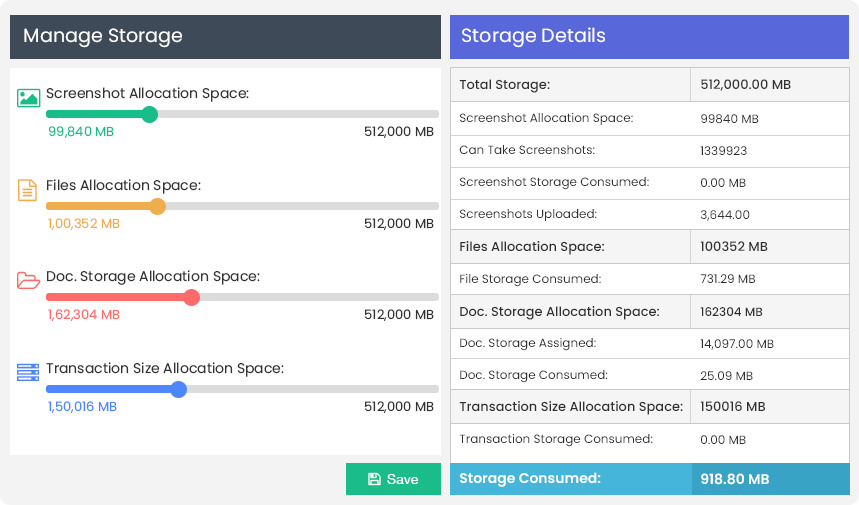 Manage Storage
Screenshot Allocation Space:
99,840 MB 512,000 MB
Files Allocation Space:
1,00,352 MB 512,000 MB
Doc. Storage Allocation Space:
1,62,304 MB 512,000 MB
Transaction Size Allocation Space:
1,50,016 MB 512,000 MB
Save
Storage Details
Total Storage: 512,000.00 MB
Screenshot Allocation Space: 99840 MB
Can Take Screenshots: 1339923
Screenshot Storage Consumed: 0.00 MB
Screenshots Uploaded: 3,644.00
Files Allocation Space: 100352 MB
File Storage Consumed: 731.29 MB
Doc. Storage Allocation Space: 162304 MB
Doc. Storage Assigned: 14,097.00 MB
Doc. Storage Consumed: 25.09 MB
Transaction Size Allocation Space: 150016 MB
Transaction Storage Consumed: 0.00 MB
Storage Consumed: 918.80 MB